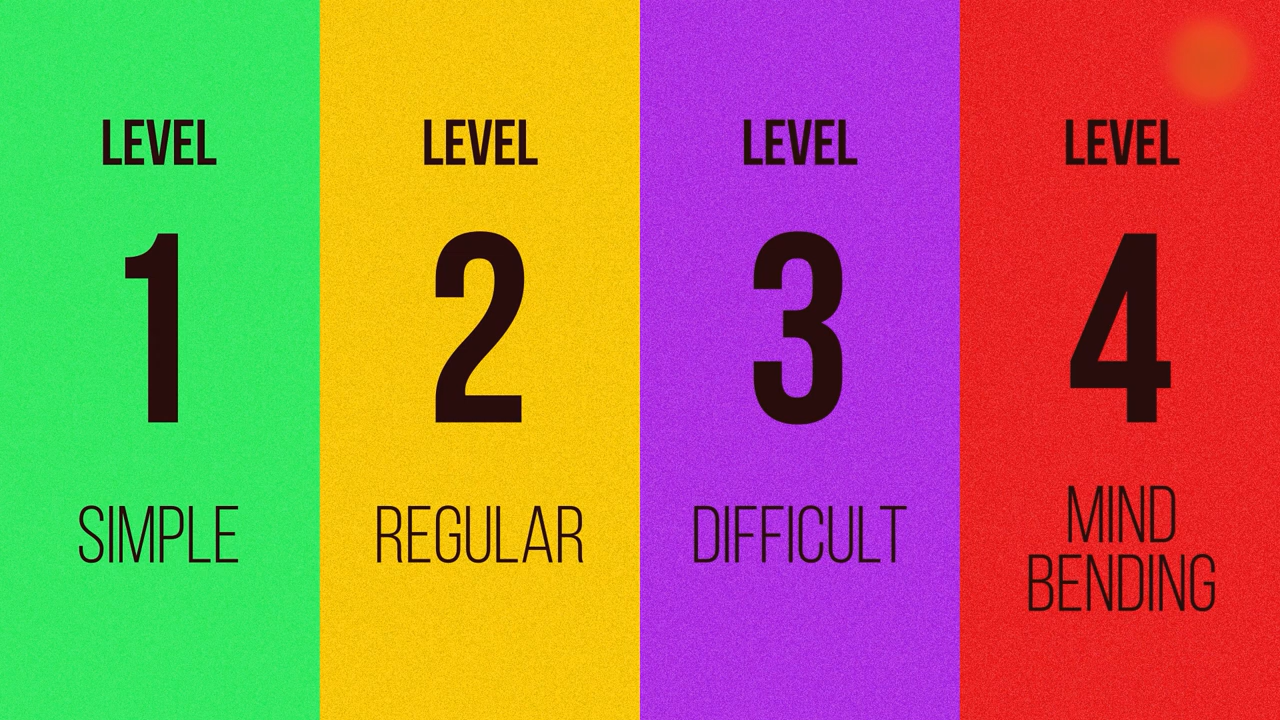 LEVEL
1
SIMPLE
LEVEL
2
REGULAR
LEVEL
3
DIFFICULT
LEVEL
4
MIND
BENDING